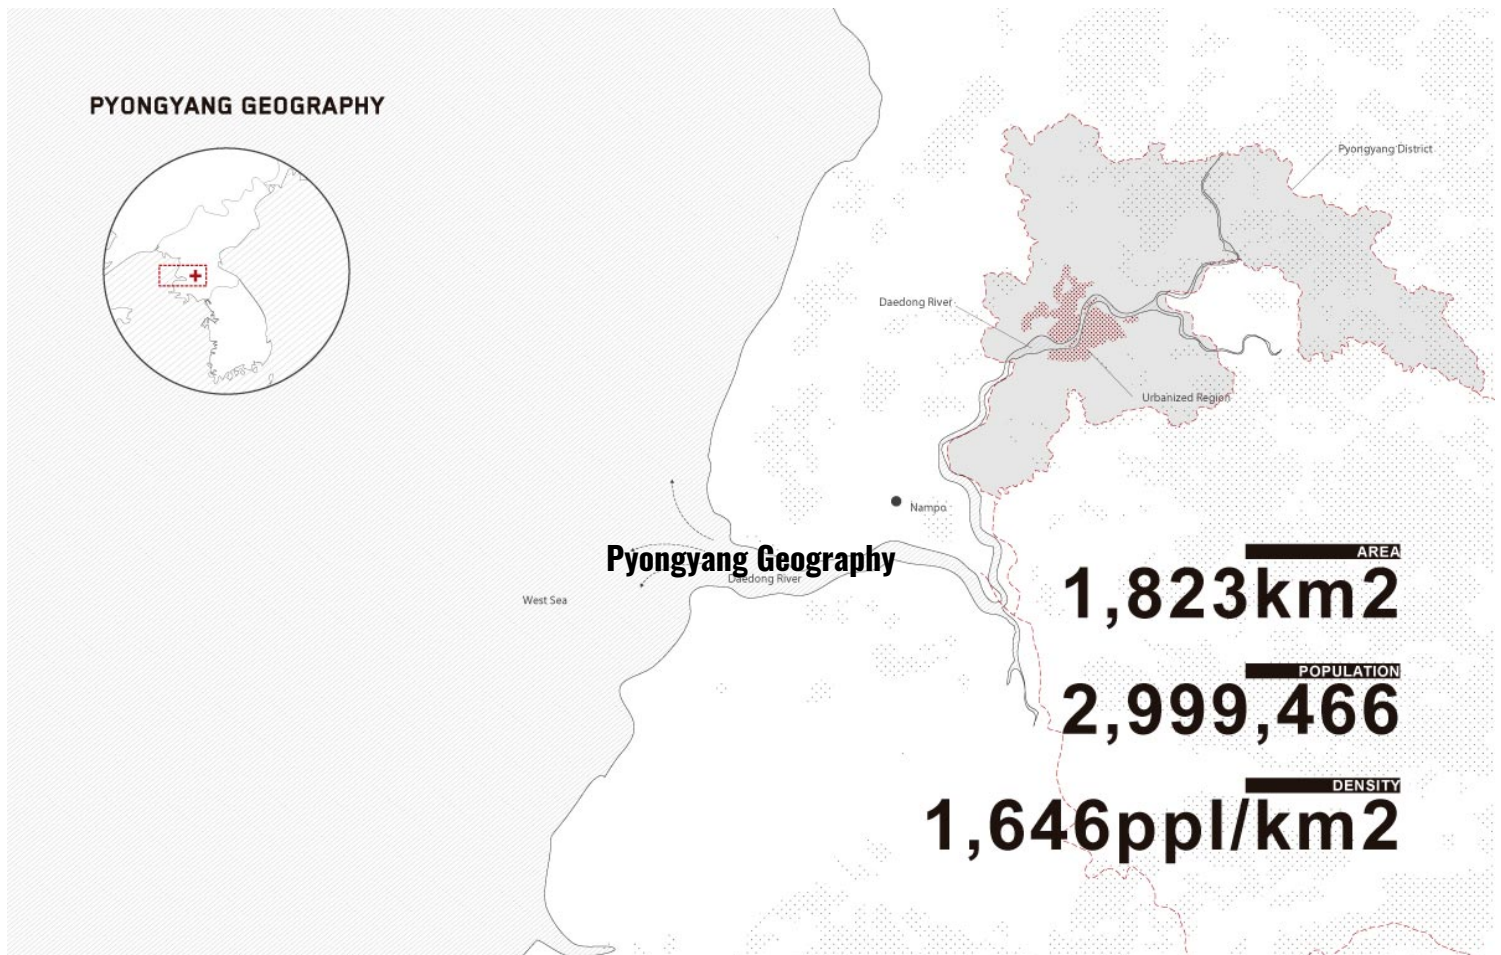 PYONGYANG GEOGRAPHY
Pyongyang District
Daedong River
Urbanized Region
Nampo
Pyongyang Geography
Daedong River
West Sea
AREA
1,823km2
POPULATION
2,999,466
DENSITY
1,646ppl/km2